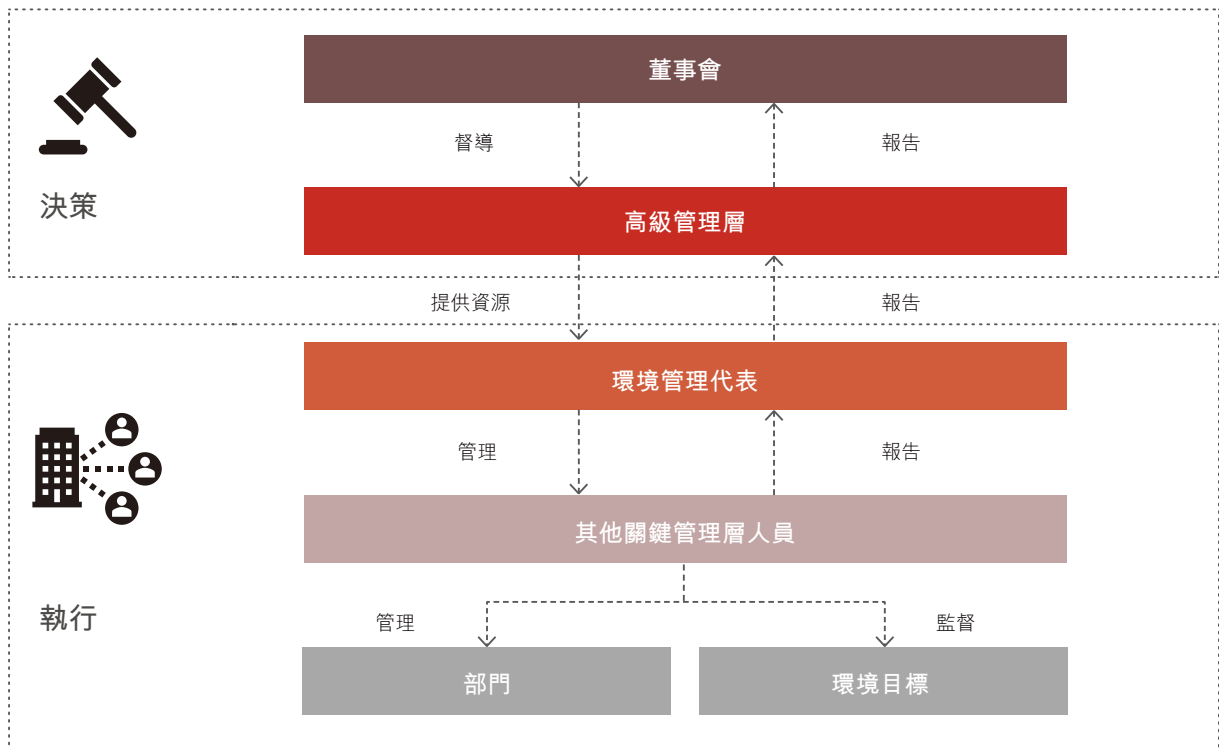 董事會
督導
報告
決策
高級管理層
提供資源
報告
環境管理代表
管理
報告
其他關鍵管理層人員
執行
管理
監督
部門
環境目標